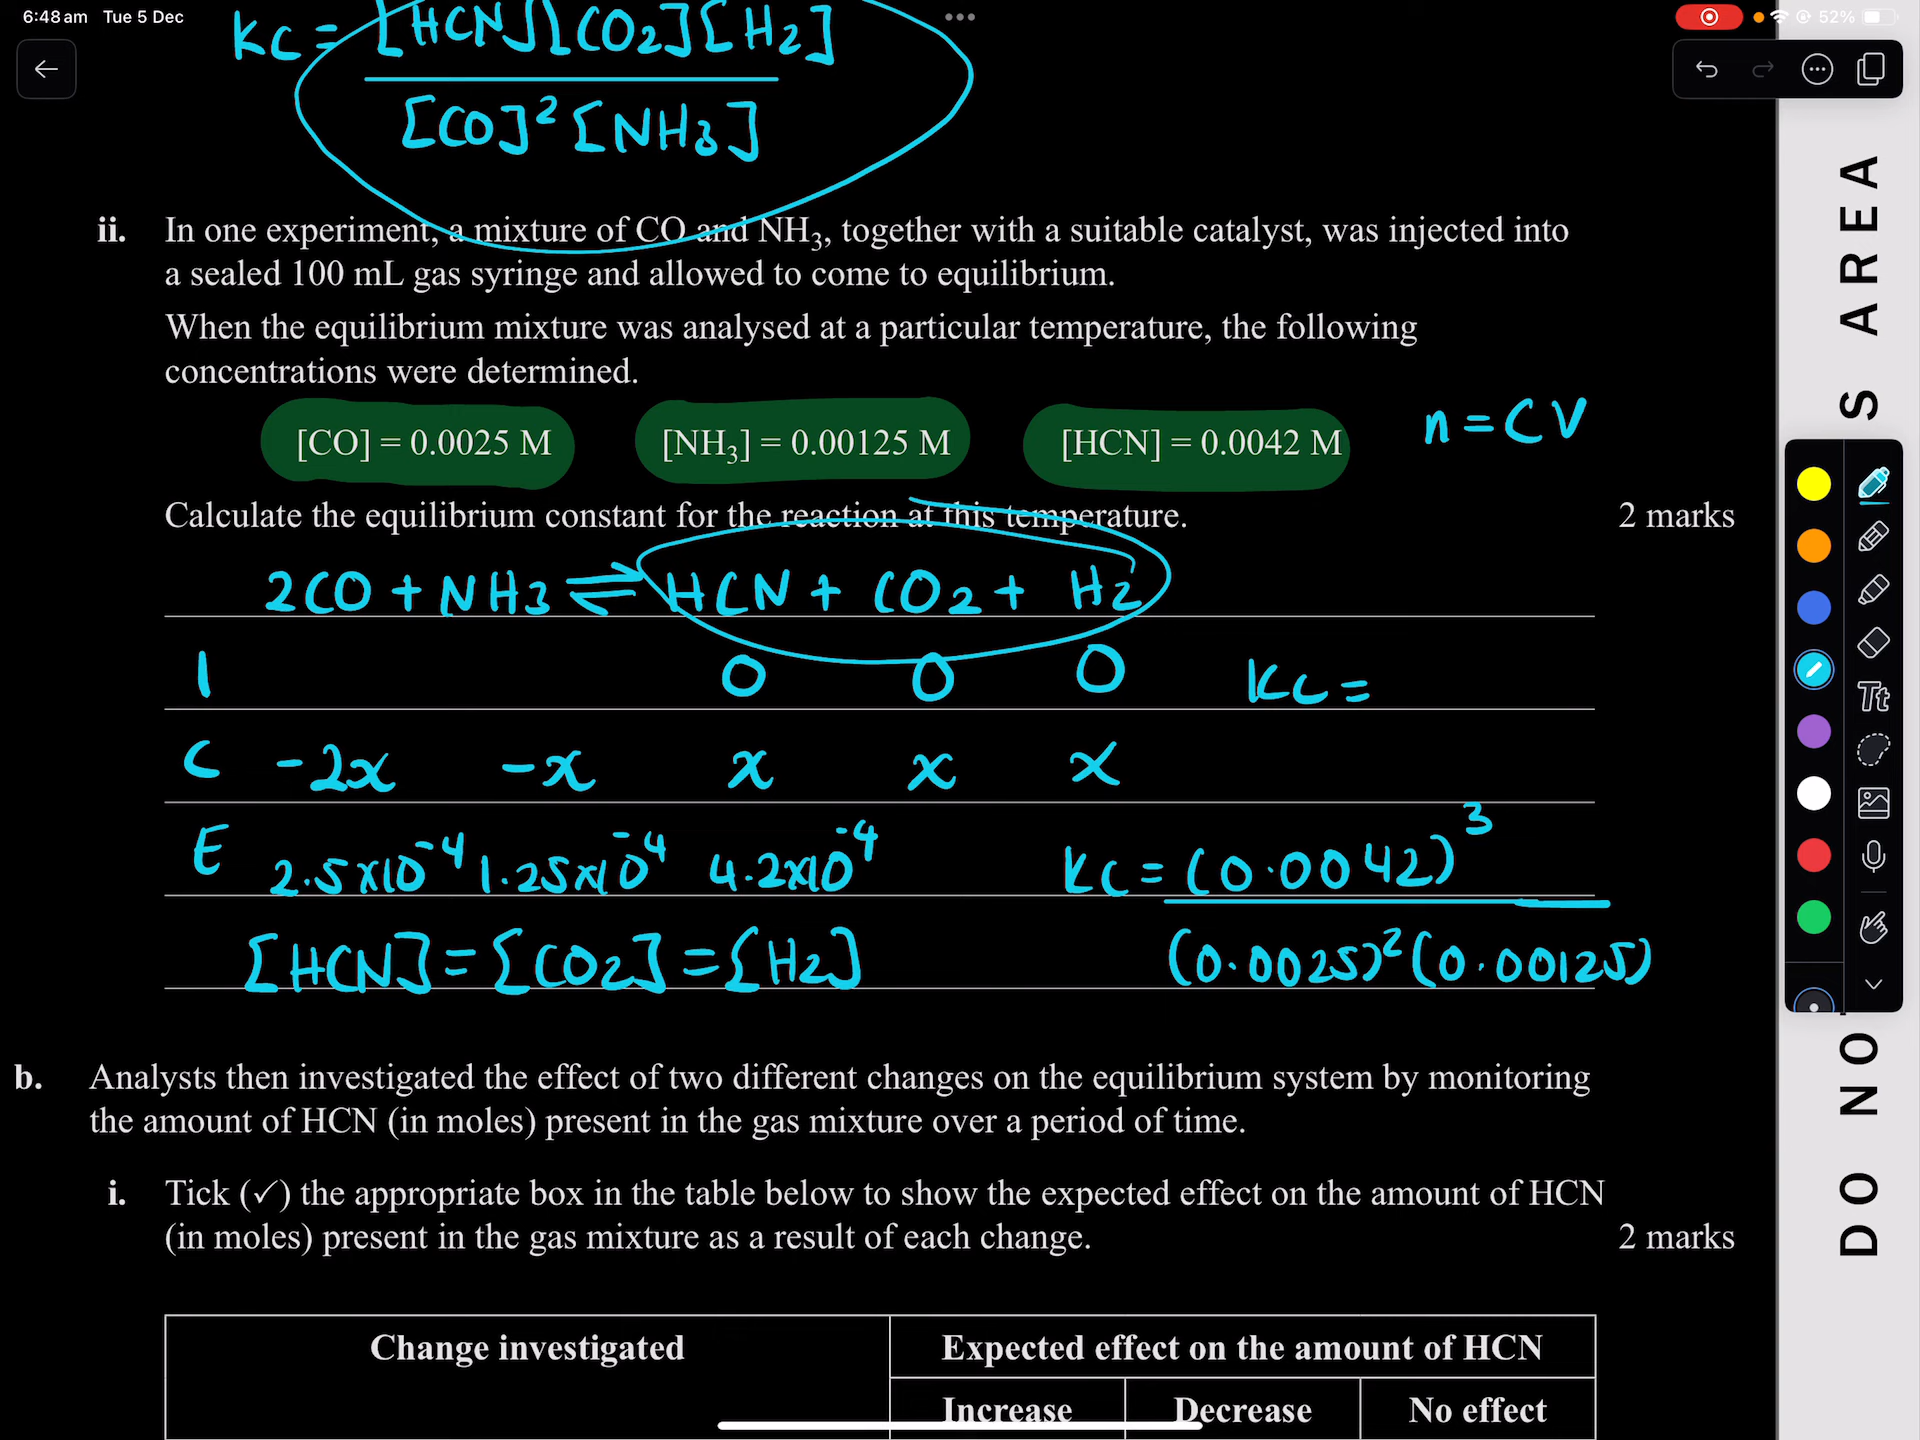 6:48 am Tue 5 Dec
52%
Kc = [HCN][CO2][H2]
[CO]² [NH3]
ii. In one experiment, a mixture of CO and NH₃, together with a suitable catalyst, was injected into
a sealed 100 mL gas syringe and allowed to come to equilibrium.
When the equilibrium mixture was analysed at a particular temperature, the following
concentrations were determined.
[CO] = 0.0025 M [NH₃] = 0.00125 M [HCN] = 0.0042 M n = CV
Calculate the equilibrium constant for the reaction at this temperature. 2 marks
2CO + NH3 ⇌ HCN + CO2 + H2
I 0 0 0 Kc =
C -2x -x x x x
E 2.5x10⁻⁴ 1.25x10⁻⁴ 4.2x10⁻⁴ Kc = (0.0042)³
[HCN] = [CO2] = [H2] (0.0025)² (0.00125)
b. Analysts then investigated the effect of two different changes on the equilibrium system by monitoring
the amount of HCN (in moles) present in the gas mixture over a period of time.
i. Tick (✓) the appropriate box in the table below to show the expected effect on the amount of HCN
(in moles) present in the gas mixture as a result of each change. 2 marks
Change investigated Expected effect on the amount of HCN
Increase Decrease No effect
Tt
DO NO
S AREA